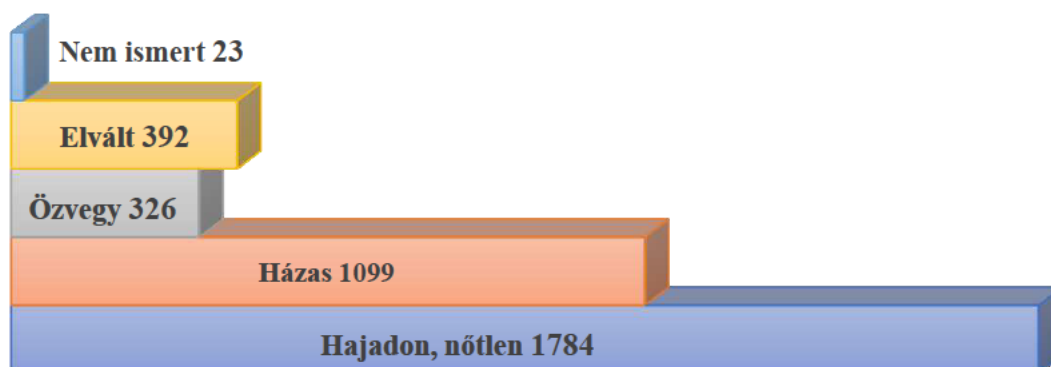 Nem ismert 23
Elvált 392
Özvegy 326
Házas 1099
Hajadon, nőtlen 1784